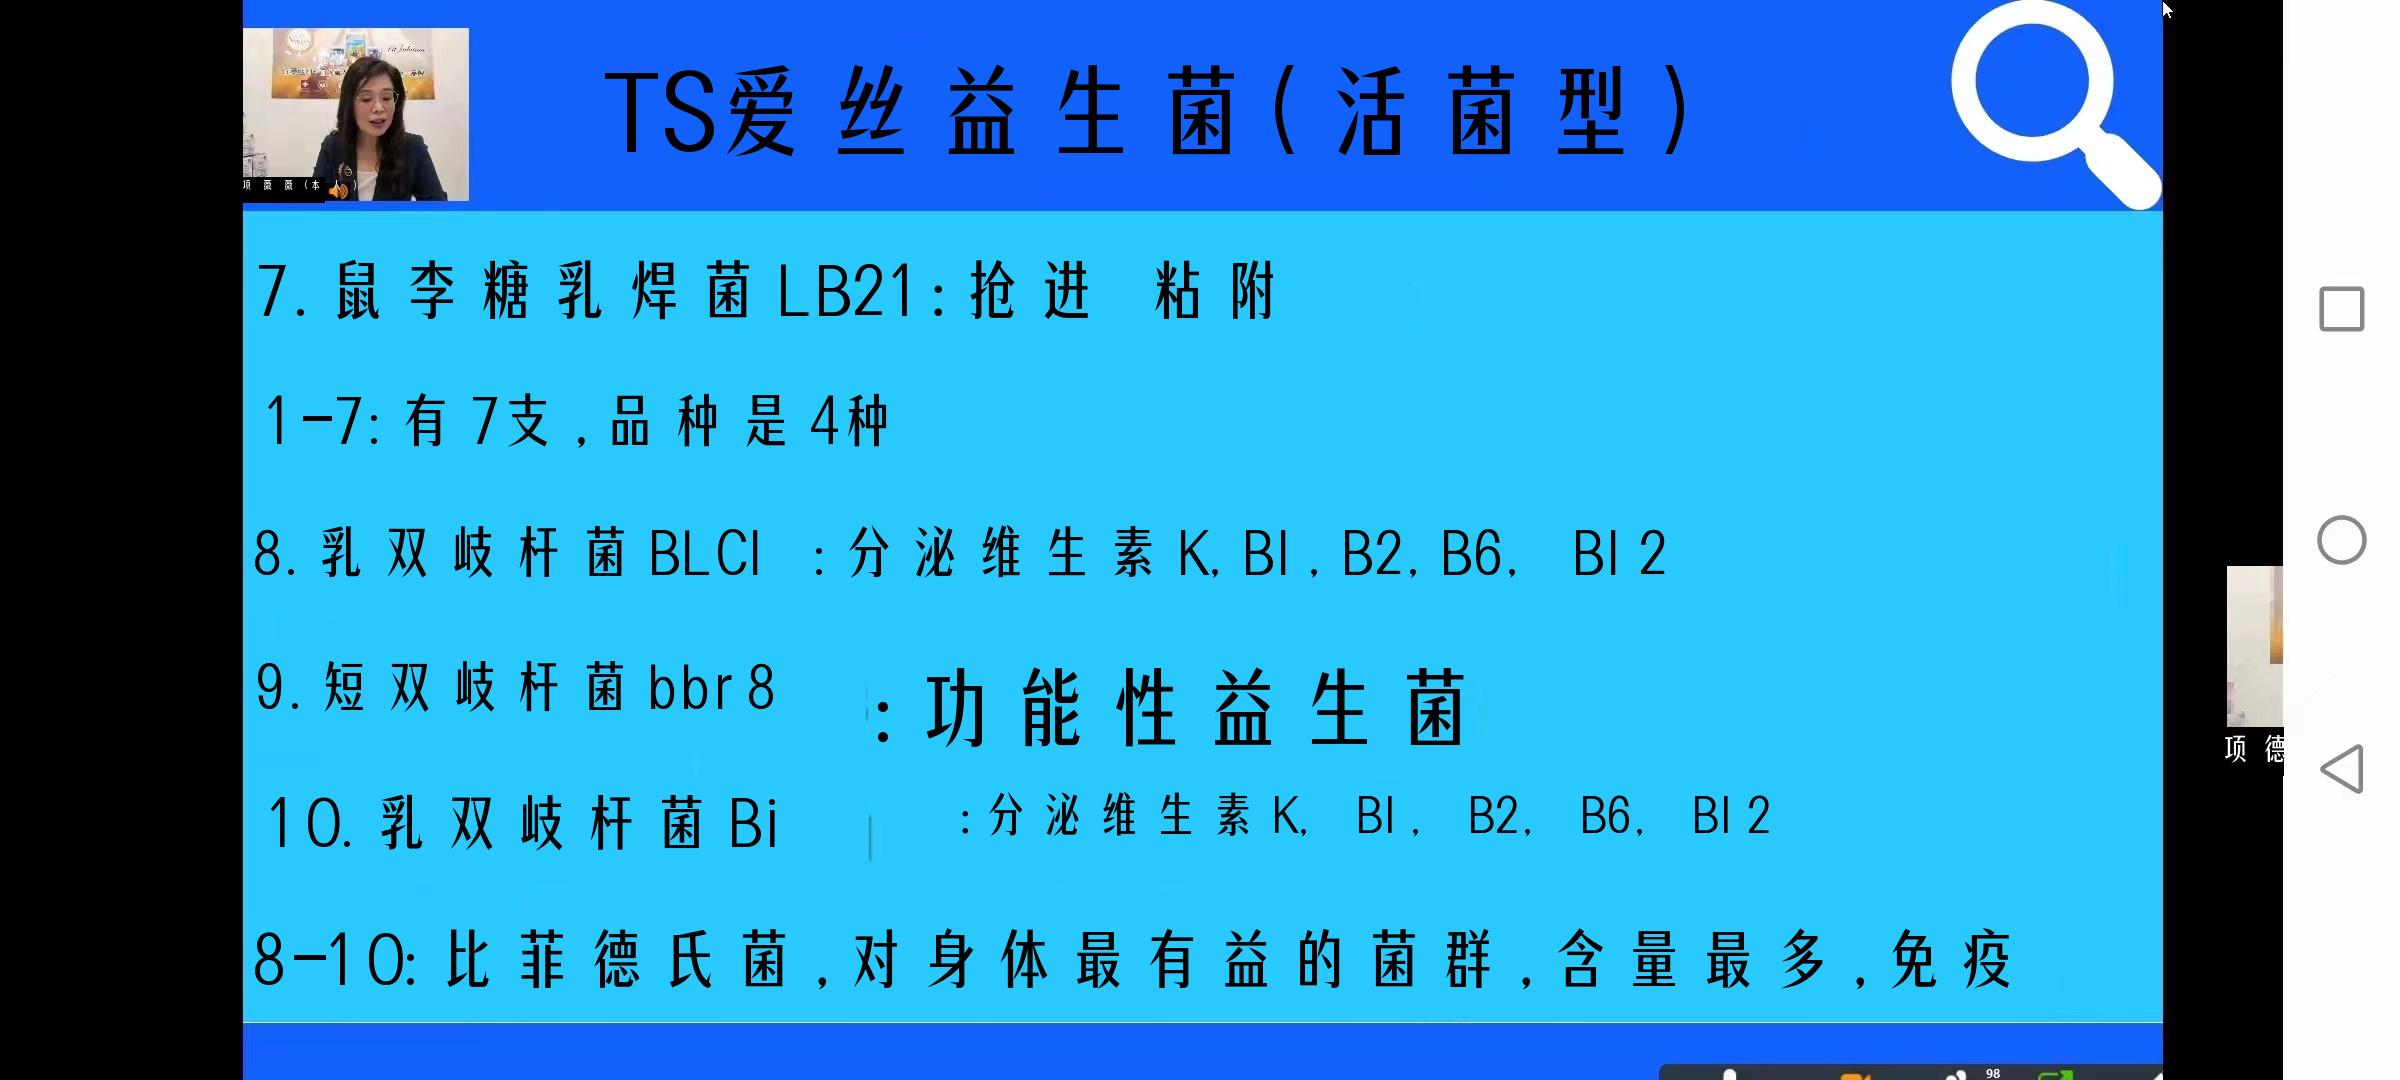 TS爱丝益生菌(活菌型)
项薇薇(本人)
7.鼠李糖乳焊菌LB21:抢进 粘附
1-7:有7支,品种是4种
8.乳双岐杆菌BLCI :分泌维生素K,BI,B2,B6, BI2
9.短双岐杆菌bbr8 :功能性益生菌
10.乳双岐杆菌Bi :分泌维生素K, BI, B2, B6, BI2
项德
8-10:比菲德氏菌,对身体最有益的菌群,含量最多,免疫
98